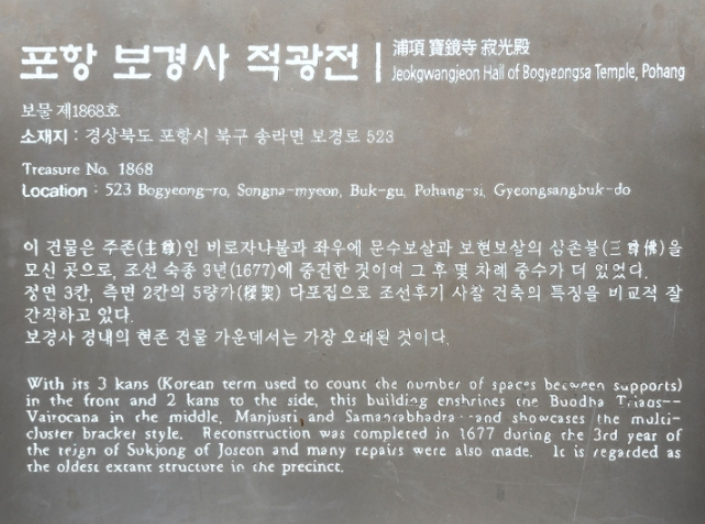 포항 보경사 적광전
浦項 寶鏡寺 寂光殿
Jeokgwangjeon Hall of Bogyeongsa Temple, Pohang
보물 제1868호
소재지 : 경상북도 포항시 북구 송라면 보경로 523
Treasure No. 1868
Location : 523 Bogyeong-ro, Songna-myeon, Buk-gu, Pohang-si, Gyeongsangbuk-do
이 건물은 주존(主尊)인 비로자나불과 좌우에 문수보살과 보현보살의 삼존불(三尊佛)을
모신 곳으로, 조선 숙종 3년(1677)에 중건한 것이며 그 후 몇 차례 중수가 더 있었다.
정면 3칸, 측면 2칸의 5량가(樑架) 다포집으로 조선후기 사찰 건축의 특징을 비교적 잘
간직하고 있다.
보경사 경내의 현존 건물 가운데서는 가장 오래된 것이다.
With its 3 kans (Korean term used to count the number of spaces between supports)
in the front and 2 kans to the side, this building enshrines the Buddha Triads--
Vairocana in the middle, Manjusri and Samantabhadra--and showcases the multi-
cluster bracket style. Reconstruction was completed in 1677 during the 3rd year of
the reign of Sukjong of Joseon and many repairs were also made. It is regarded as
the oldest extant structure in the precinct.